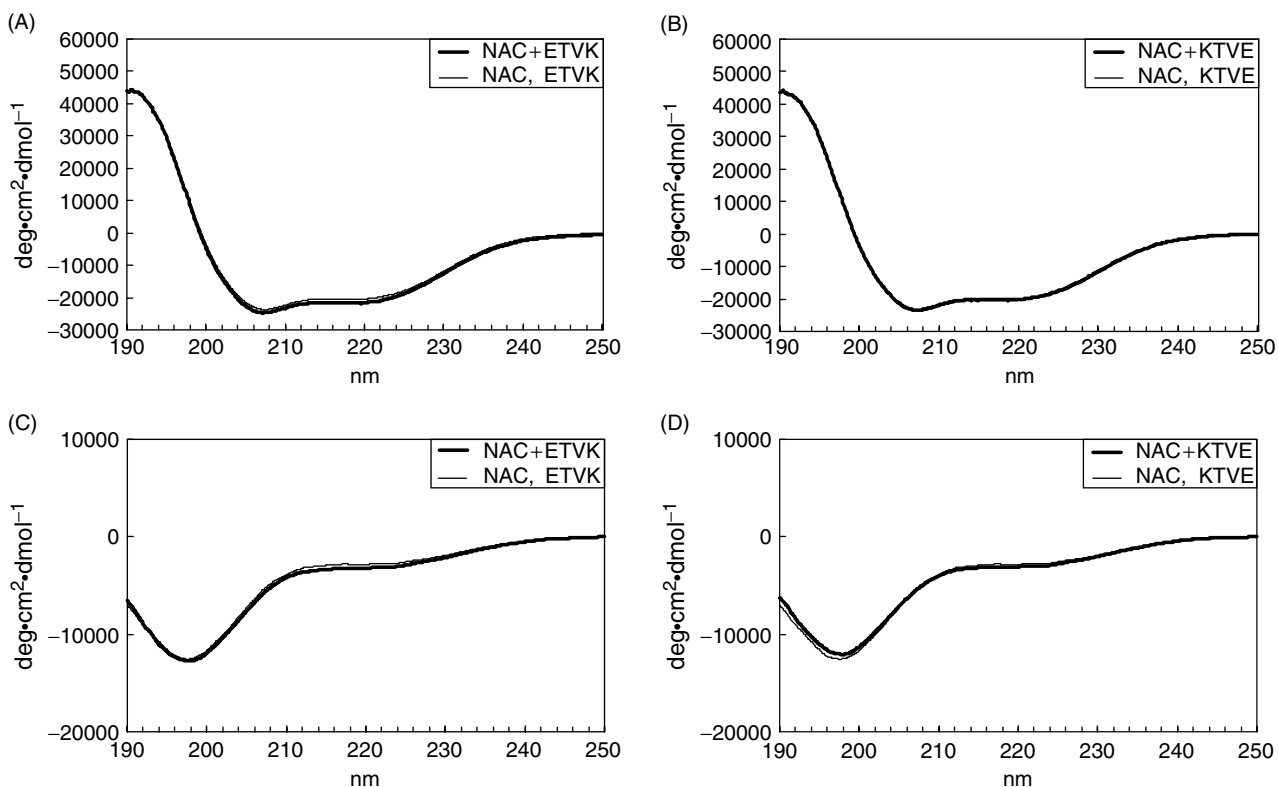 (A)
60000
50000
40000
30000
20000
10000
0
−10000
−20000
−30000
deg•cm²•dmol⁻¹
NAC+ETVK
NAC, ETVK
190 200 210 220 230 240 250
nm
(B)
60000
50000
40000
30000
20000
10000
0
−10000
−20000
−30000
deg•cm²•dmol⁻¹
NAC+KTVE
NAC, KTVE
190 200 210 220 230 240 250
nm
(C)
10000
0
−10000
−20000
deg•cm²•dmol⁻¹
NAC+ETVK
NAC, ETVK
190 200 210 220 230 240 250
nm
(D)
10000
0
−10000
−20000
deg•cm²•dmol⁻¹
NAC+KTVE
NAC, KTVE
190 200 210 220 230 240 250
nm